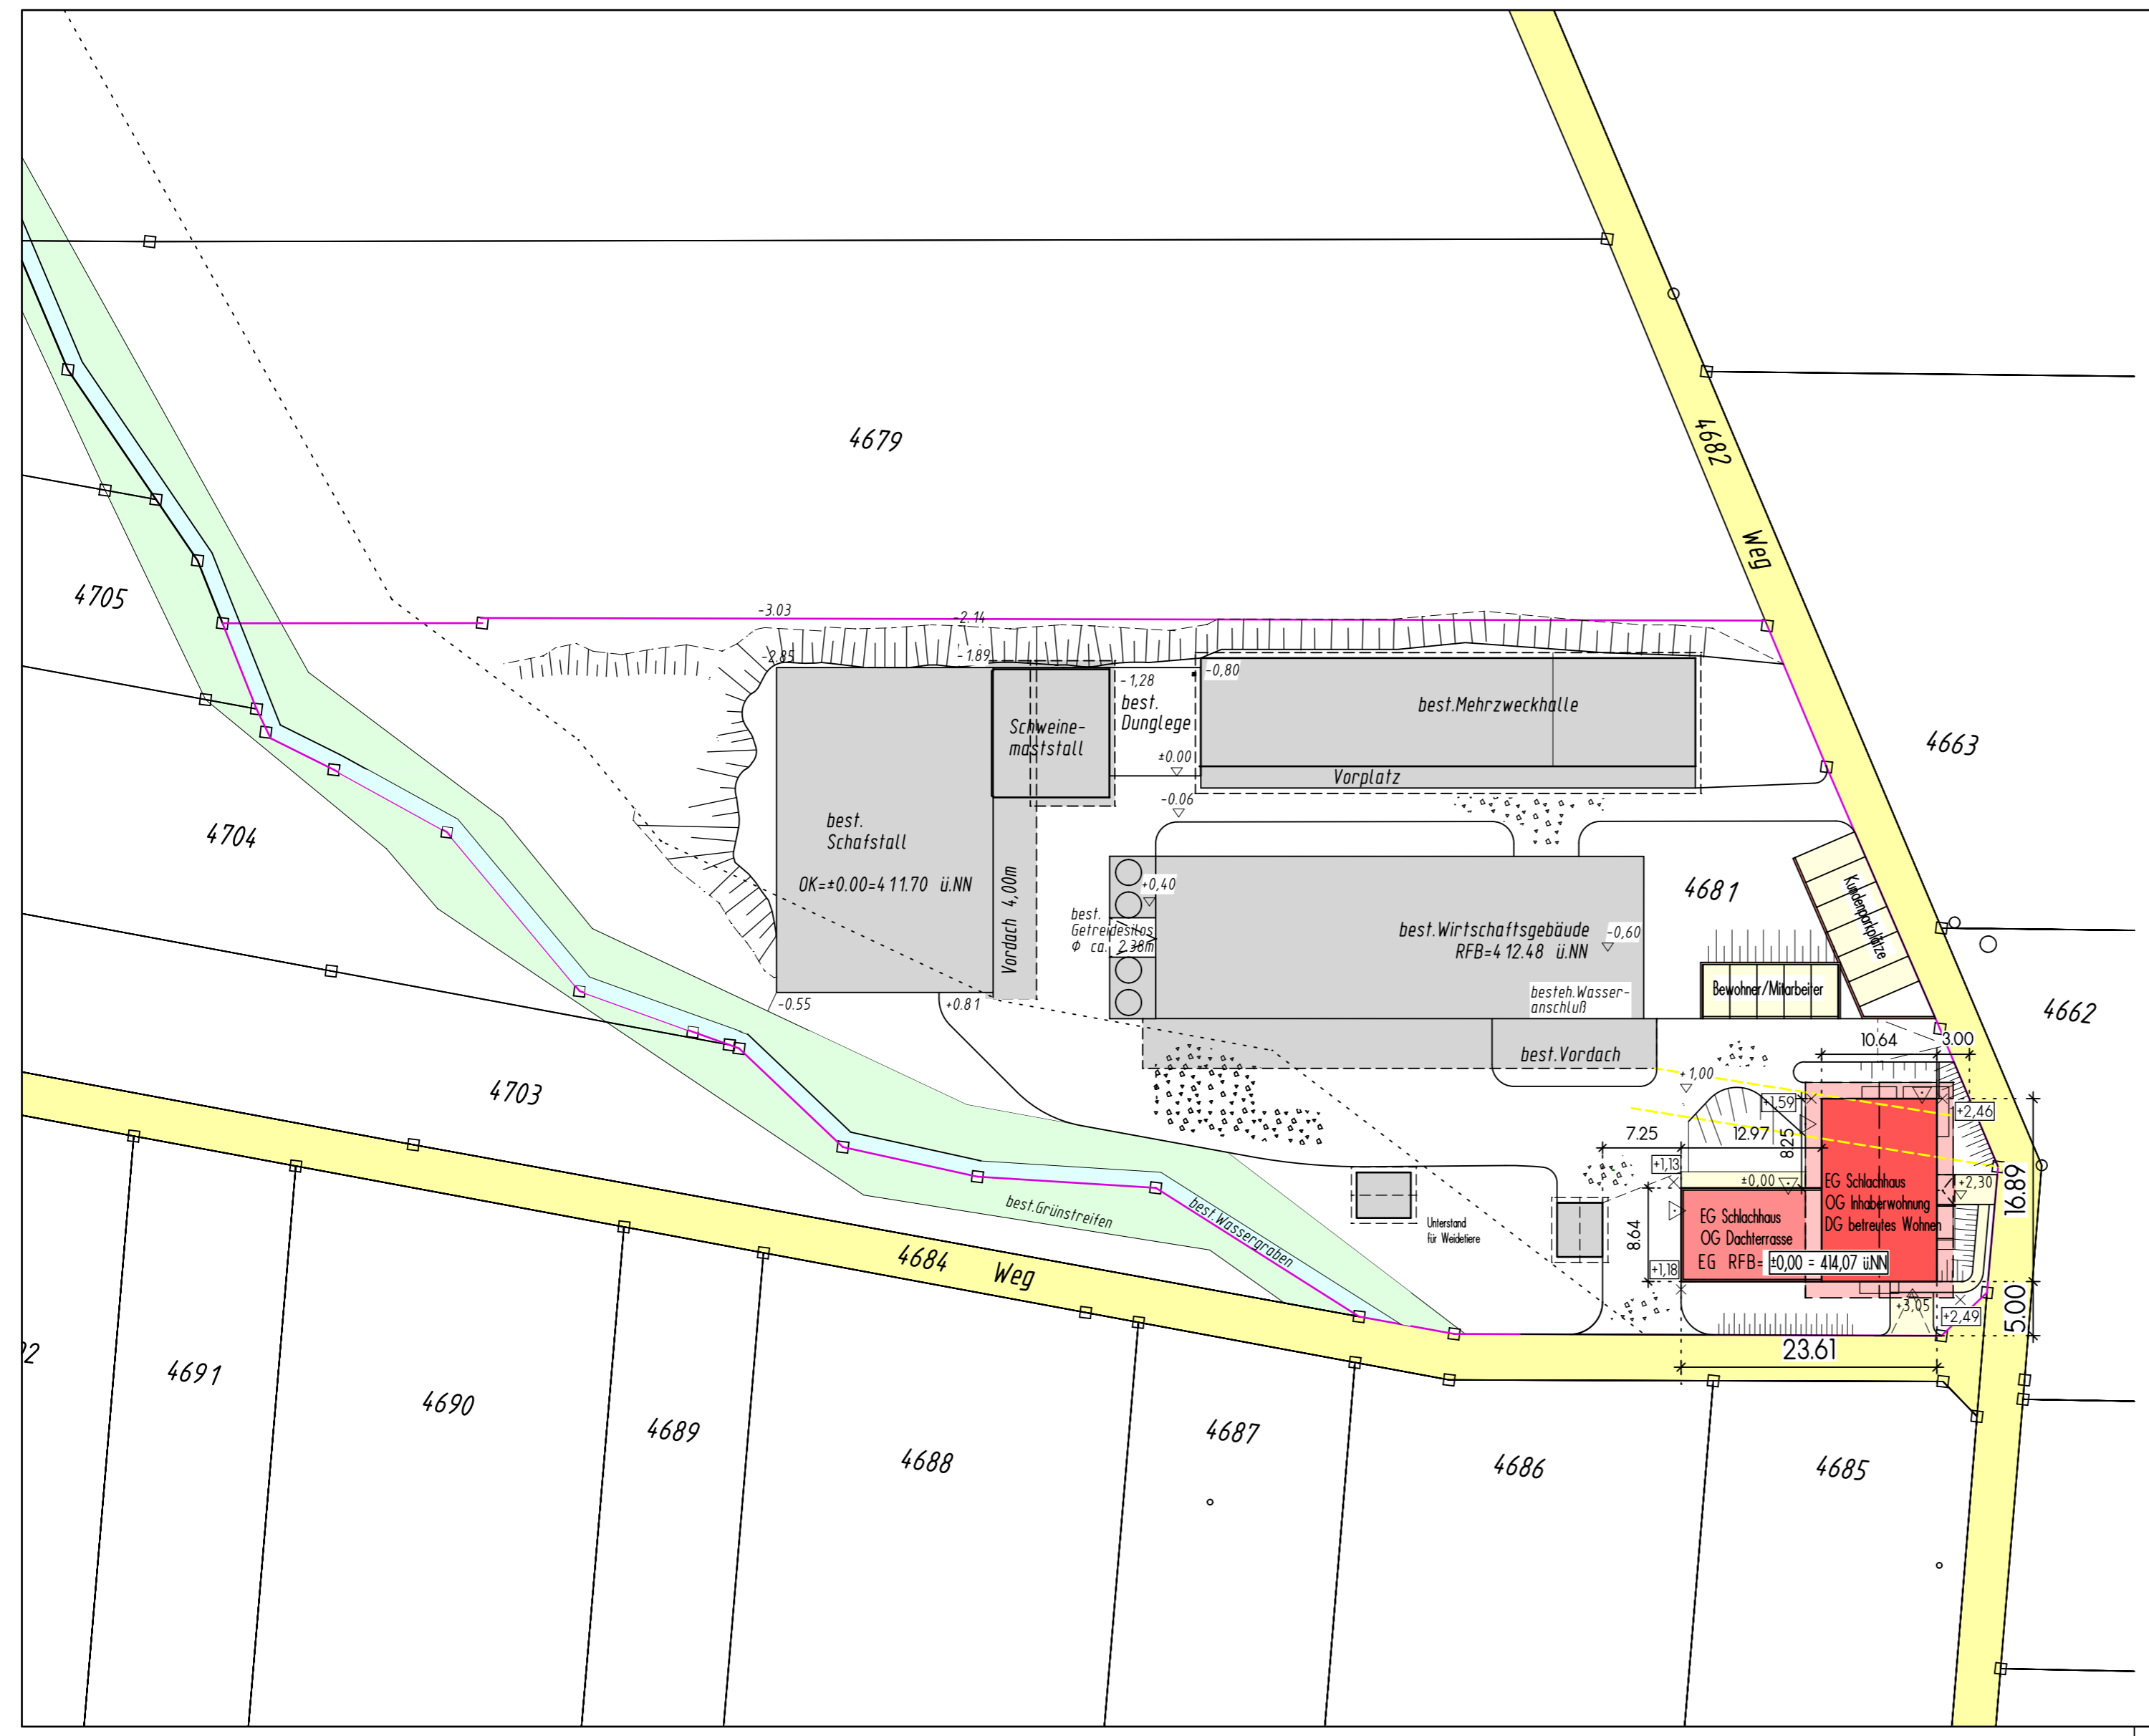 4679
4682
Weg
4705
-3.03
-2.14
-2.85
-1.89
-1,28
best.
Dunglege
-0,80
best.Mehrzweckhalle
Schweine-
maststall
±0.00
Vorplatz
4663
-0.06
4704
best.
Schafstall
OK=±0.00=411.70 ü.NN
Vordach 4,00m
+0,40
best.
Getreidesilos
Φ ca. 2.38m
best.Wirtschaftsgebäude
RFB=412.48 ü.NN
-0,60
4681
Kundenparkplätze
Bewohner/Mitarbeiter
besteh.Wasser-
anschluß
-0.55
+0.81
4662
best.Vordach
10.64
3.00
+1,00
4703
+1,59
+2,46
7.25
12.97
8.25
+1,13
±0,00
+2,30
16.89
EG Schlachhaus
OG Inhaberwohnung
DG betreutes Wohnen
best.Grünstreifen
best.Wassergraben
Unterstand
für Weidetiere
8.64
EG Schlachhaus
OG Dachterrasse
EG RFB= ±0,00 = 414,07 ü.NN
+1,18
4684
Weg
+3,05
+2,49
5.00
23.61
02
4691
4690
4689
4688
4687
4686
4685